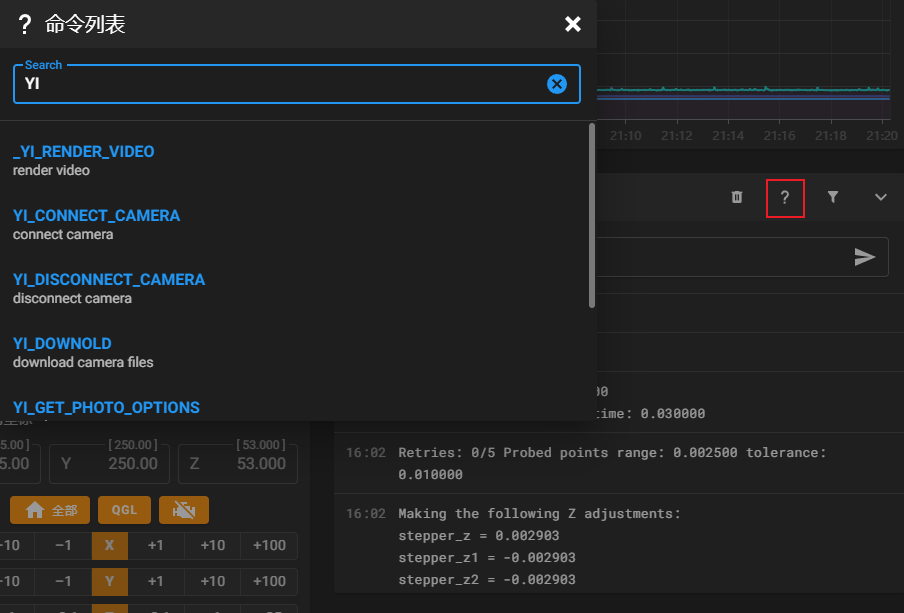 ? 命令列表
Search
YI
_YI_RENDER_VIDEO
render video
YI_CONNECT_CAMERA
connect camera
YI_DISCONNECT_CAMERA
disconnect camera
YI_DOWNOLD
download camera files
YI_GET_PHOTO_OPTIONS
21:10 21:12 21:14 21:16 21:18 21:20
?
00
time: 0.030000
16:02 Retries: 0/5 Probed points range: 0.002500 tolerance:
0.010000
16:02 Making the following Z adjustments:
stepper_z = 0.002903
stepper_z1 = -0.002903
stepper_z2 = -0.002903
5.00 ] [ 250.00 ] [ 53.000 ]
5.00 Y 250.00 Z 53.000
全部 QGL
-10 -1 X +1 +10 +100
-10 -1 Y +1 +10 +100